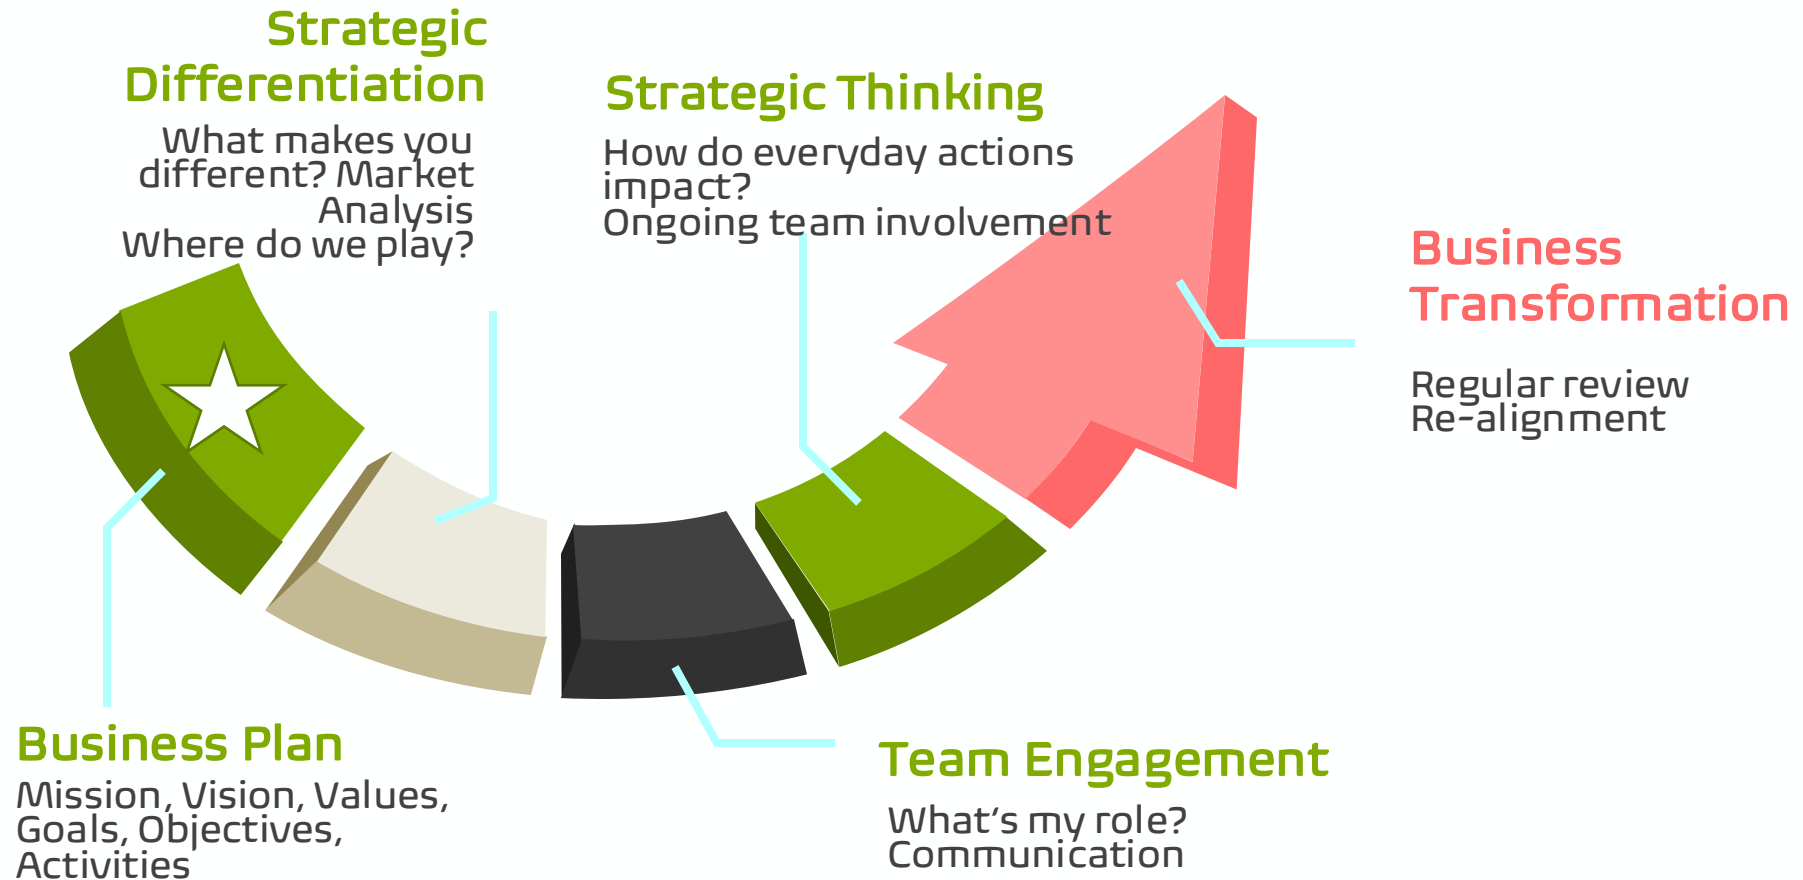 Strategic
Differentiation
What makes you
different? Market
Analysis
Where do we play?
Strategic Thinking
How do everyday actions
impact?
Ongoing team involvement
Business
Transformation
Regular review
Re-alignment
Business Plan
Mission, Vision, Values,
Goals, Objectives,
Activities
Team Engagement
What's my role?
Communication